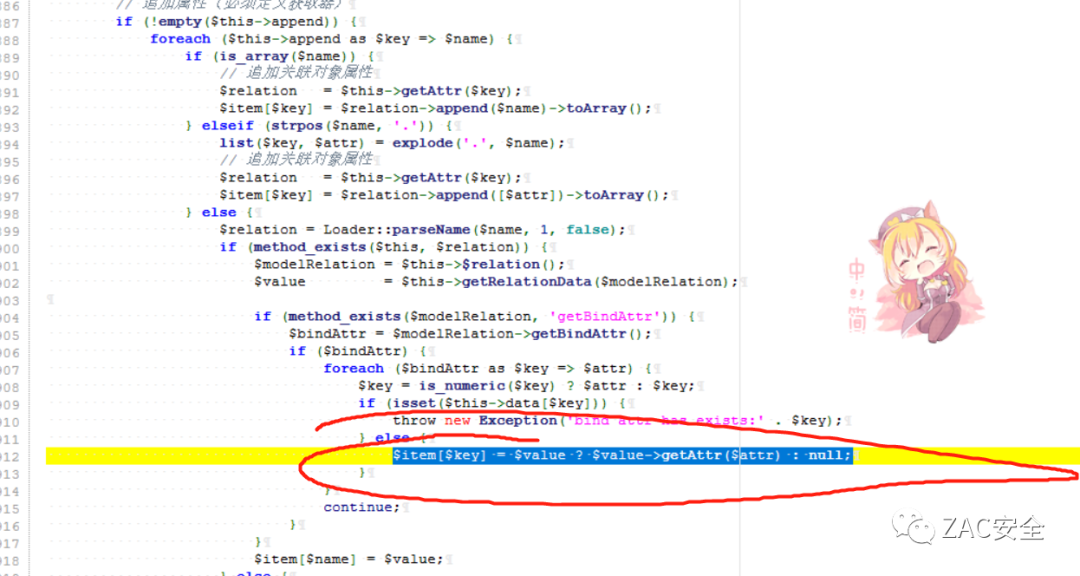 886 // 追加属性（必须定义获取器）
887 if (!empty($this->append)) {
888 foreach ($this->append as $key => $name) {
889 if (is_array($name)) {
890 // 追加关联对象属性
891 $relation = $this->getAttr($key);
892 $item[$key] = $relation->append($name)->toArray();
893 } elseif (strpos($name, '.')) {
894 list($key, $attr) = explode('.', $name);
895 // 追加关联对象属性
896 $relation = $this->getAttr($key);
897 $item[$key] = $relation->append([$attr])->toArray();
898 } else {
899 $relation = Loader::parseName($name, 1, false);
900 if (method_exists($this, $relation)) {
901 $modelRelation = $this->$relation();
902 $value = $this->getRelationData($modelRelation);
903
904 if (method_exists($modelRelation, 'getBindAttr')) {
905 $bindAttr = $modelRelation->getBindAttr();
906 if ($bindAttr) {
907 foreach ($bindAttr as $key => $attr) {
908 $key = is_numeric($key) ? $attr : $key;
909 if (isset($this->data[$key])) {
910 throw new Exception('bind attr has exists:' . $key);
911 } else {
912 $item[$key] = $value ? $value->getAttr($attr) : null;
913 }
914 }
915 continue;
916 }
917 }
918 $item[$name] = $value;
} else {
中
简
ZAC安全